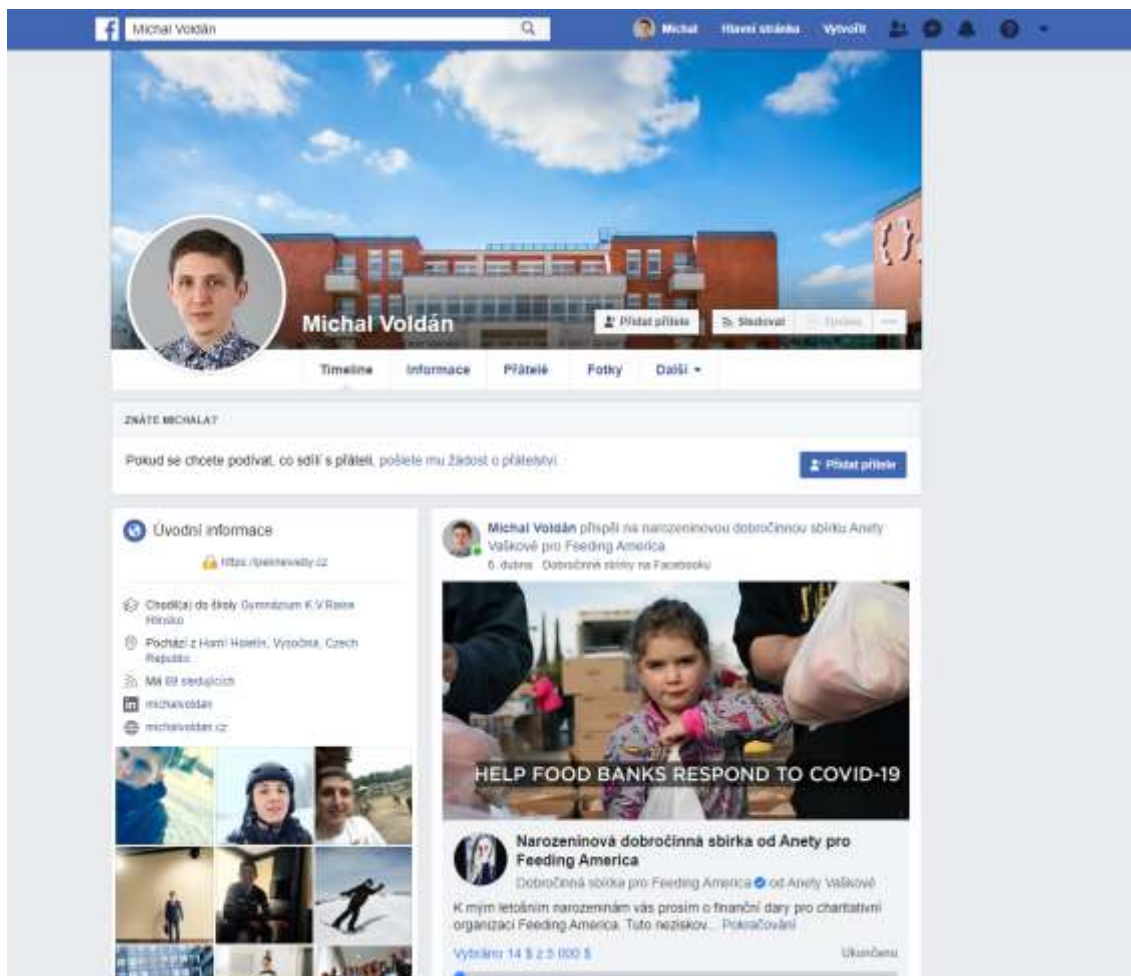 Michal Voldán
Michal Hlavní stránka Vytvořit
Michal Voldán
Přidat přítele Sledovat Zpráva
Timeline Informace Přátelé Fotky Další
ZNÁTE MICHALA?
Pokud se chcete podívat, co sdílí s přáteli, pošlete mu žádost o přátelství.
Přidat přítele
Úvodní informace
Chodil(a) do školy Gymnázium K.V.Raise
Hlinsko
Pochází z Horní Holetín, Vysočina, Czech
Republic
Má 69 sledujících
michalvoldan
michalvoldan.cz
Michal Voldán přispěl na narozeninovou dobročinnou sbírku Anety
Vaškové pro Feeding America.
6. dubna · Dobročinné sbírky na Facebooku
HELP FOOD BANKS RESPOND TO COVID-19
Narozeninová dobročinná sbírka od Anety pro
Feeding America
Dobročinná sbírka pro Feeding America od Anety Vaškové
K mým letošním narozeninám vás prosím o finanční dary pro charitativní
organizaci Feeding America. Tuto neziskov... Pokračování
Vybráno 14 $ z 5 000 $ Ukončeno